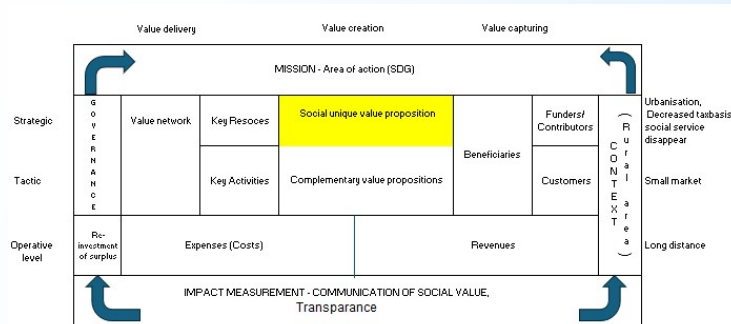 Value delivery
Value creation
Value capturing
MISSION - Area of action (SDG)
Strategic
GOVERNANCE
Value network
Key Resoces
Social unique value proposition
Beneficiaries
Funders/
Contributors
CONTEXT
(Rural area)
Urbanisation,
Decreased taxbasis
social service
disappear
Tactic
Key Activities
Complementary value propositions
Customers
Small market
Operative
level
Re-
investment
of surplus
Expenses (Costs)
Revenues
Long distance
IMPACT MEASUREMENT - COMMUNICATION OF SOCIAL VALUE,
Transparance